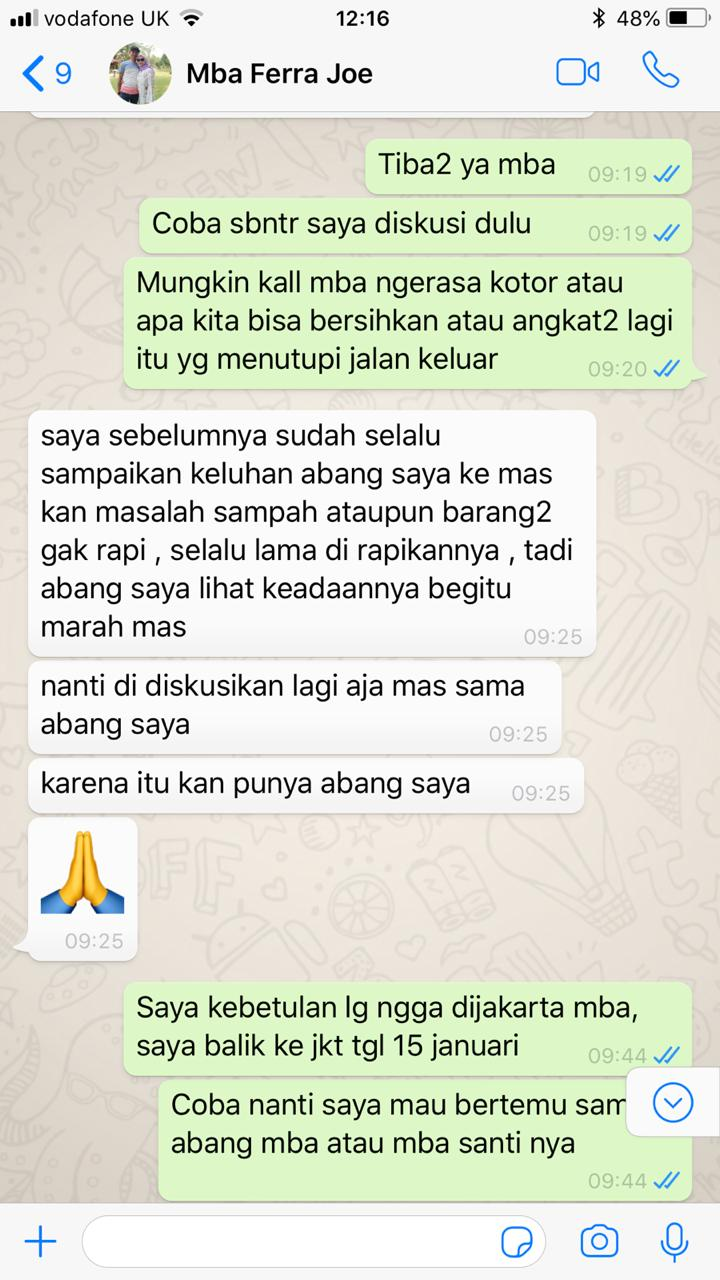 vodafone UK
12:16
48%
9
Mba Ferra Joe
Tiba2 ya mba
09:19
Coba sbntr saya diskusi dulu
09:19
Mungkin kall mba ngerasa kotor atau
apa kita bisa bersihkan atau angkat2 lagi
itu yg menutupi jalan keluar
09:20
saya sebelumnya sudah selalu
sampaikan keluhan abang saya ke mas
kan masalah sampah ataupun barang2
gak rapi , selalu lama di rapikannya , tadi
abang saya lihat keadaannya begitu
marah mas
09:25
nanti di diskusikan lagi aja mas sama
abang saya
09:25
karena itu kan punya abang saya
09:25
09:25
Saya kebetulan lg ngga dijakarta mba,
saya balik ke jkt tgl 15 januari
09:44
Coba nanti saya mau bertemu sam
abang mba atau mba santi nya
09:44